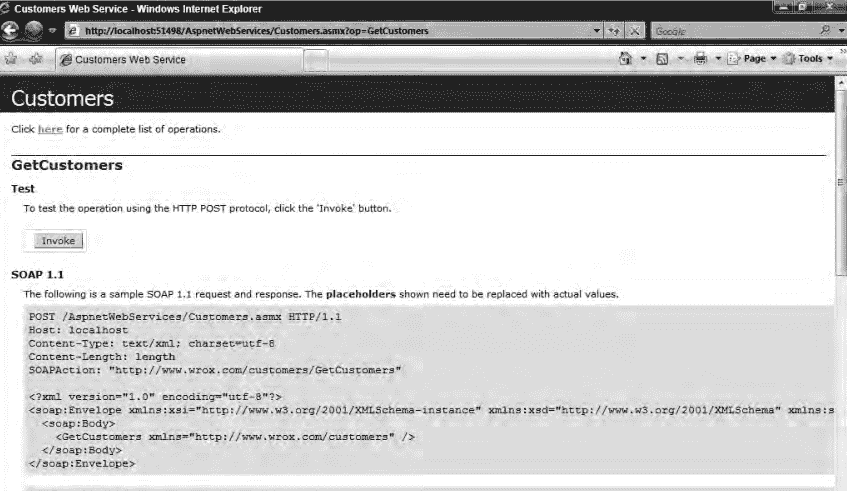 Customers Web Service - Windows Internet Explorer
http://localhost:51498/AspnetWebServices/Customers.asmx?op=GetCustomers
Google
Customers Web Service
Page
Tools
Customers
Click here for a complete list of operations.
GetCustomers
Test
To test the operation using the HTTP POST protocol, click the 'Invoke' button.
Invoke
SOAP 1.1
The following is a sample SOAP 1.1 request and response. The placeholders shown need to be replaced with actual values.
POST /AspnetWebServices/Customers.asmx HTTP/1.1
Host: localhost
Content-Type: text/xml; charset=utf-8
Content-Length: length
SOAPAction: "http://www.wrox.com/customers/GetCustomers"
<?xml version="1.0" encoding="utf-8"?>
<soap:Envelope xmlns:xsi="http://www.w3.org/2001/XMLSchema-instance" xmlns:xsd="http://www.w3.org/2001/XMLSchema" xmlns:s
<soap:Body>
<GetCustomers xmlns="http://www.wrox.com/customers" />
</soap:Body>
</soap:Envelope>